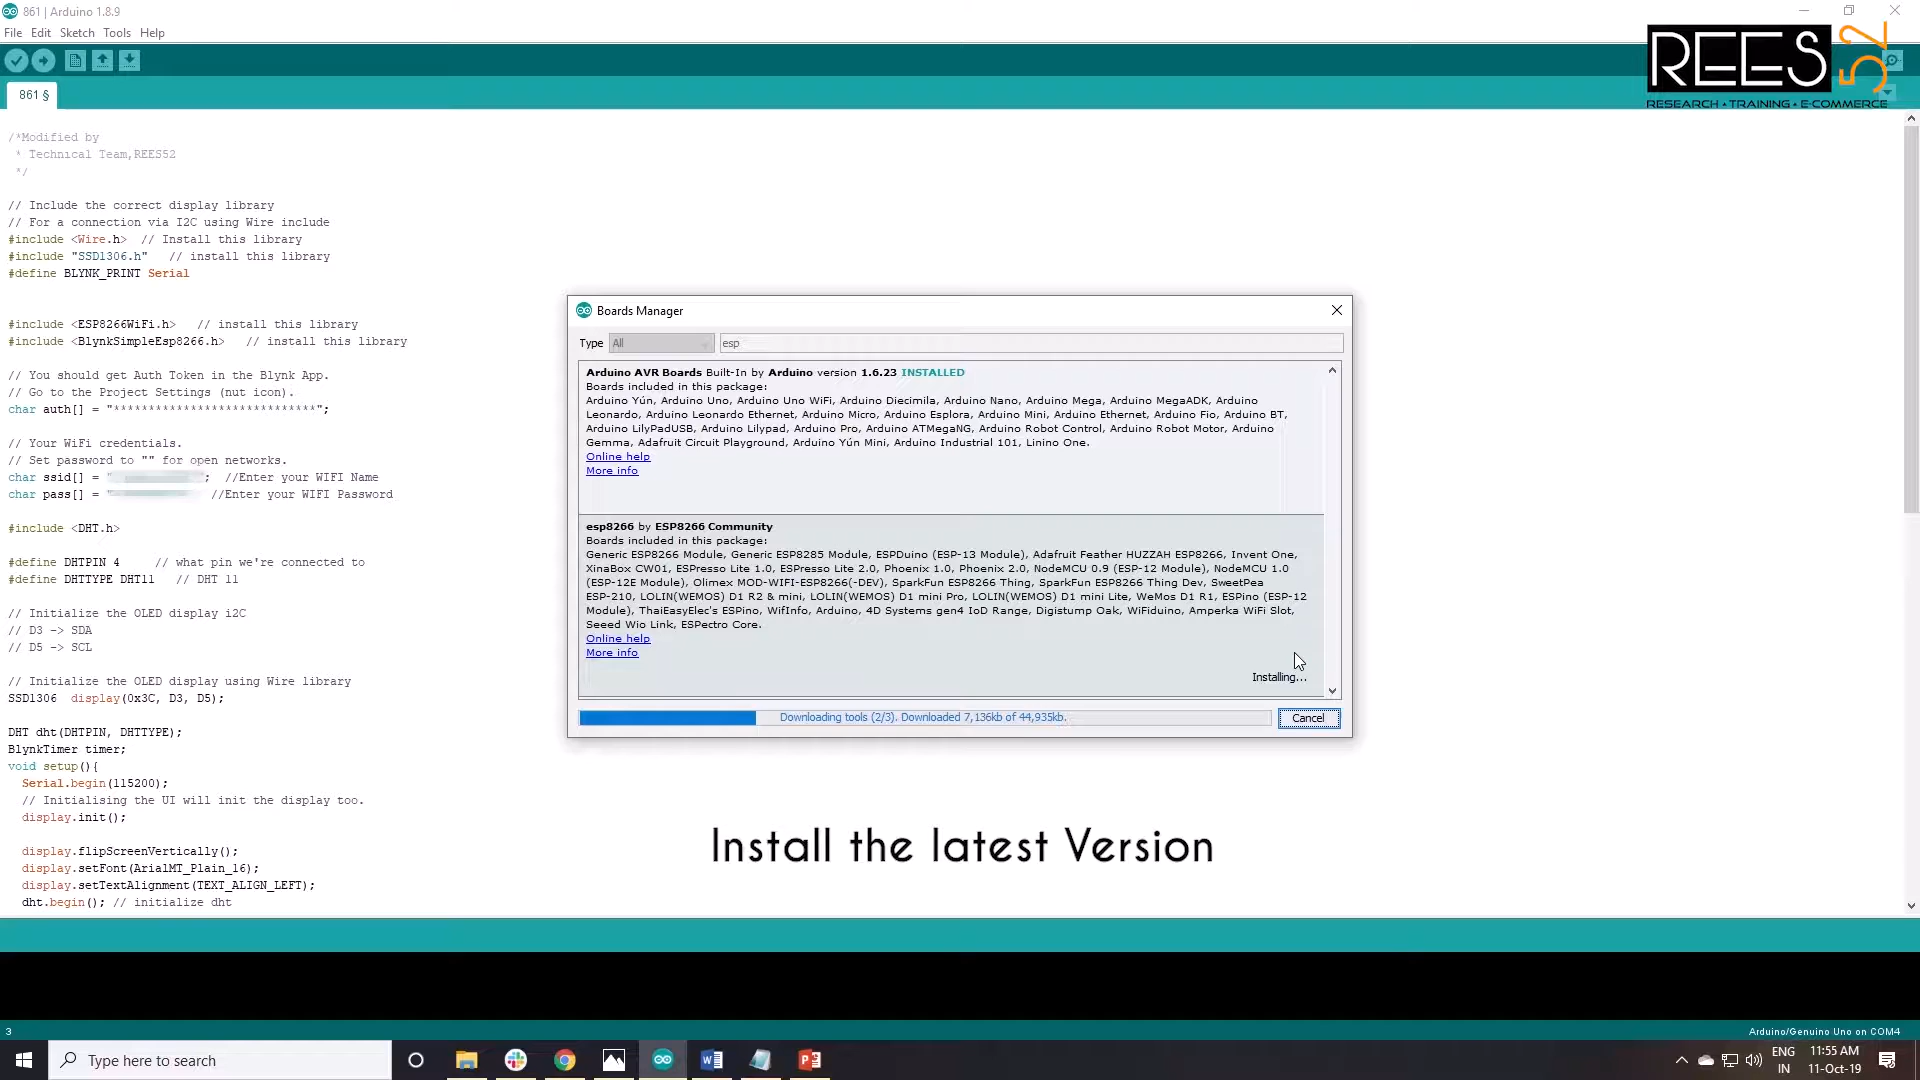 861 | Arduino 1.8.9
File Edit Sketch Tools Help
REES52
RESEARCH • TRAINING • E-COMMERCE
861 §
/*Modified by
* Technical Team,REES52
*/
// Include the correct display library
// For a connection via I2C using Wire include
#include <Wire.h>  // Install this library
#include "SSD1306.h"   // install this library
#define BLYNK_PRINT Serial
#include <ESP8266WiFi.h>   // install this library
#include <BlynkSimpleEsp8266.h>   // install this library
// You should get Auth Token in the Blynk App.
// Go to the Project Settings (nut icon).
char auth[] = "*****************************";
// Your WiFi credentials.
// Set password to "" for open networks.
char ssid[] = " ;  //Enter your WIFI Name
char pass[] = " //Enter your WIFI Password
#include <DHT.h>
#define DHTPIN 4     // what pin we're connected to
#define DHTTYPE DHT11   // DHT 11
// Initialize the OLED display i2C
// D3 -> SDA
// D5 -> SCL
// Initialize the OLED display using Wire library
SSD1306  display(0x3C, D3, D5);
DHT dht(DHTPIN, DHTTYPE);
BlynkTimer timer;
void setup(){
Serial.begin(115200);
// Initialising the UI will init the display too.
display.init();
display.flipScreenVertically();
display.setFont(ArialMT_Plain_16);
display.setTextAlignment(TEXT_ALIGN_LEFT);
dht.begin(); // initialize dht
Boards Manager
Type All esp
Arduino AVR Boards Built-In by Arduino version 1.6.23 INSTALLED
Boards included in this package:
Arduino Yún, Arduino Uno, Arduino Uno WiFi, Arduino Diecimila, Arduino Nano, Arduino Mega, Arduino MegaADK, Arduino
Leonardo, Arduino Leonardo Ethernet, Arduino Micro, Arduino Esplora, Arduino Mini, Arduino Ethernet, Arduino Fio, Arduino BT,
Arduino LilyPadUSB, Arduino Lilypad, Arduino Pro, Arduino ATMegaNG, Arduino Robot Control, Arduino Robot Motor, Arduino
Gemma, Adafruit Circuit Playground, Arduino Yún Mini, Arduino Industrial 101, Linino One.
Online help
More info
esp8266 by ESP8266 Community
Boards included in this package:
Generic ESP8266 Module, Generic ESP8285 Module, ESPDuino (ESP-13 Module), Adafruit Feather HUZZAH ESP8266, Invent One,
XinaBox CW01, ESPresso Lite 1.0, ESPresso Lite 2.0, Phoenix 1.0, Phoenix 2.0, NodeMCU 0.9 (ESP-12 Module), NodeMCU 1.0
(ESP-12E Module), Olimex MOD-WIFI-ESP8266(-DEV), SparkFun ESP8266 Thing, SparkFun ESP8266 Thing Dev, SweetPea
ESP-210, LOLIN(WEMOS) D1 R2 & mini, LOLIN(WEMOS) D1 mini Pro, LOLIN(WEMOS) D1 mini Lite, WeMos D1 R1, ESPino (ESP-12
Module), ThaiEasyElec's ESPino, WifInfo, Arduino, 4D Systems gen4 IoD Range, Digistump Oak, WiFiduino, Amperka WiFi Slot,
Seeed Wio Link, ESPectro Core.
Online help
More info
Installing...
Downloading tools (2/3). Downloaded 7,136kb of 44,935kb.
Cancel
Install the latest Version
3
Arduino/Genuino Uno on COM4
Type here to search
ENG
IN
11:55 AM
11-Oct-19